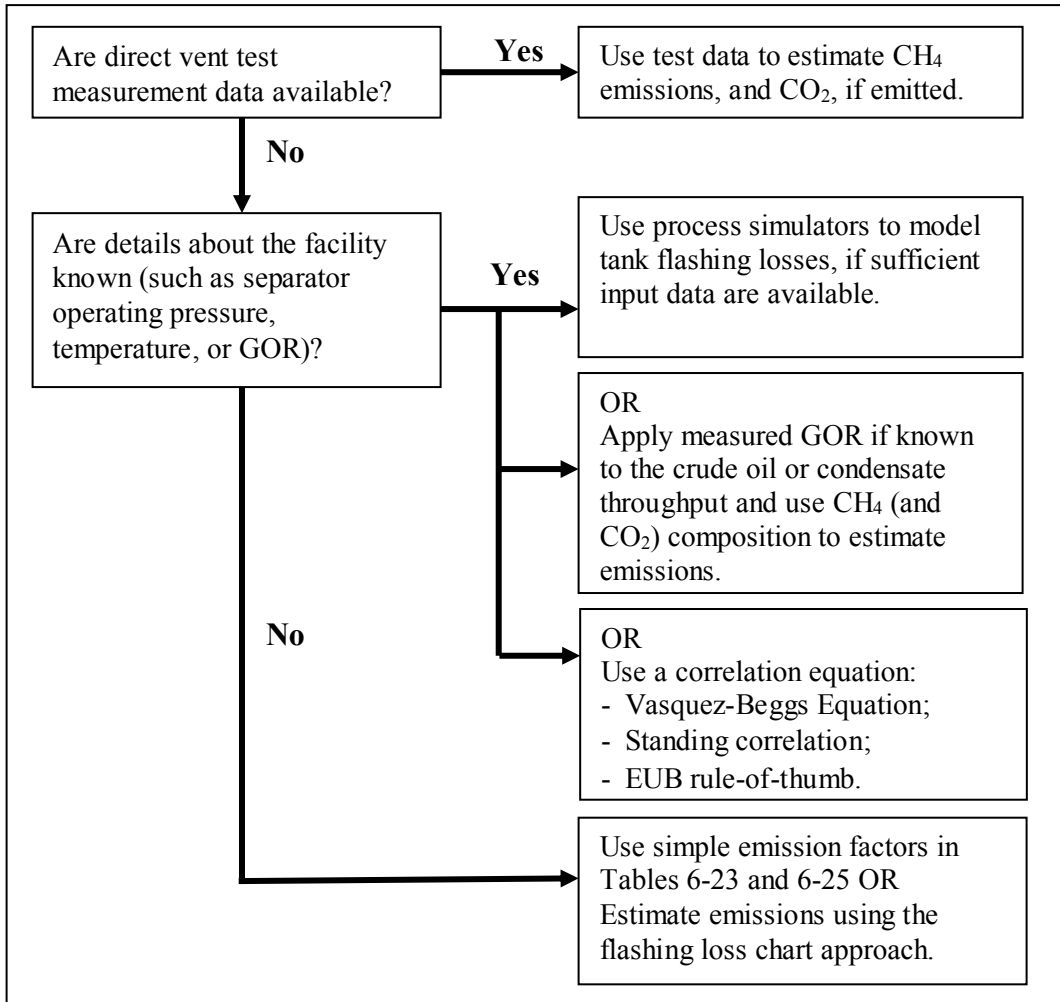 Are direct vent test
measurement data available?
Yes
Use test data to estimate CH₄
emissions, and CO₂, if emitted.
No
Are details about the facility
known (such as separator
operating pressure,
temperature, or GOR)?
Yes
Use process simulators to model
tank flashing losses, if sufficient
input data are available.
OR
Apply measured GOR if known
to the crude oil or condensate
throughput and use CH₄ (and
CO₂) composition to estimate
emissions.
OR
Use a correlation equation:
- Vasquez-Beggs Equation;
- Standing correlation;
- EUB rule-of-thumb.
No
Use simple emission factors in
Tables 6-23 and 6-25 OR
Estimate emissions using the
flashing loss chart approach.